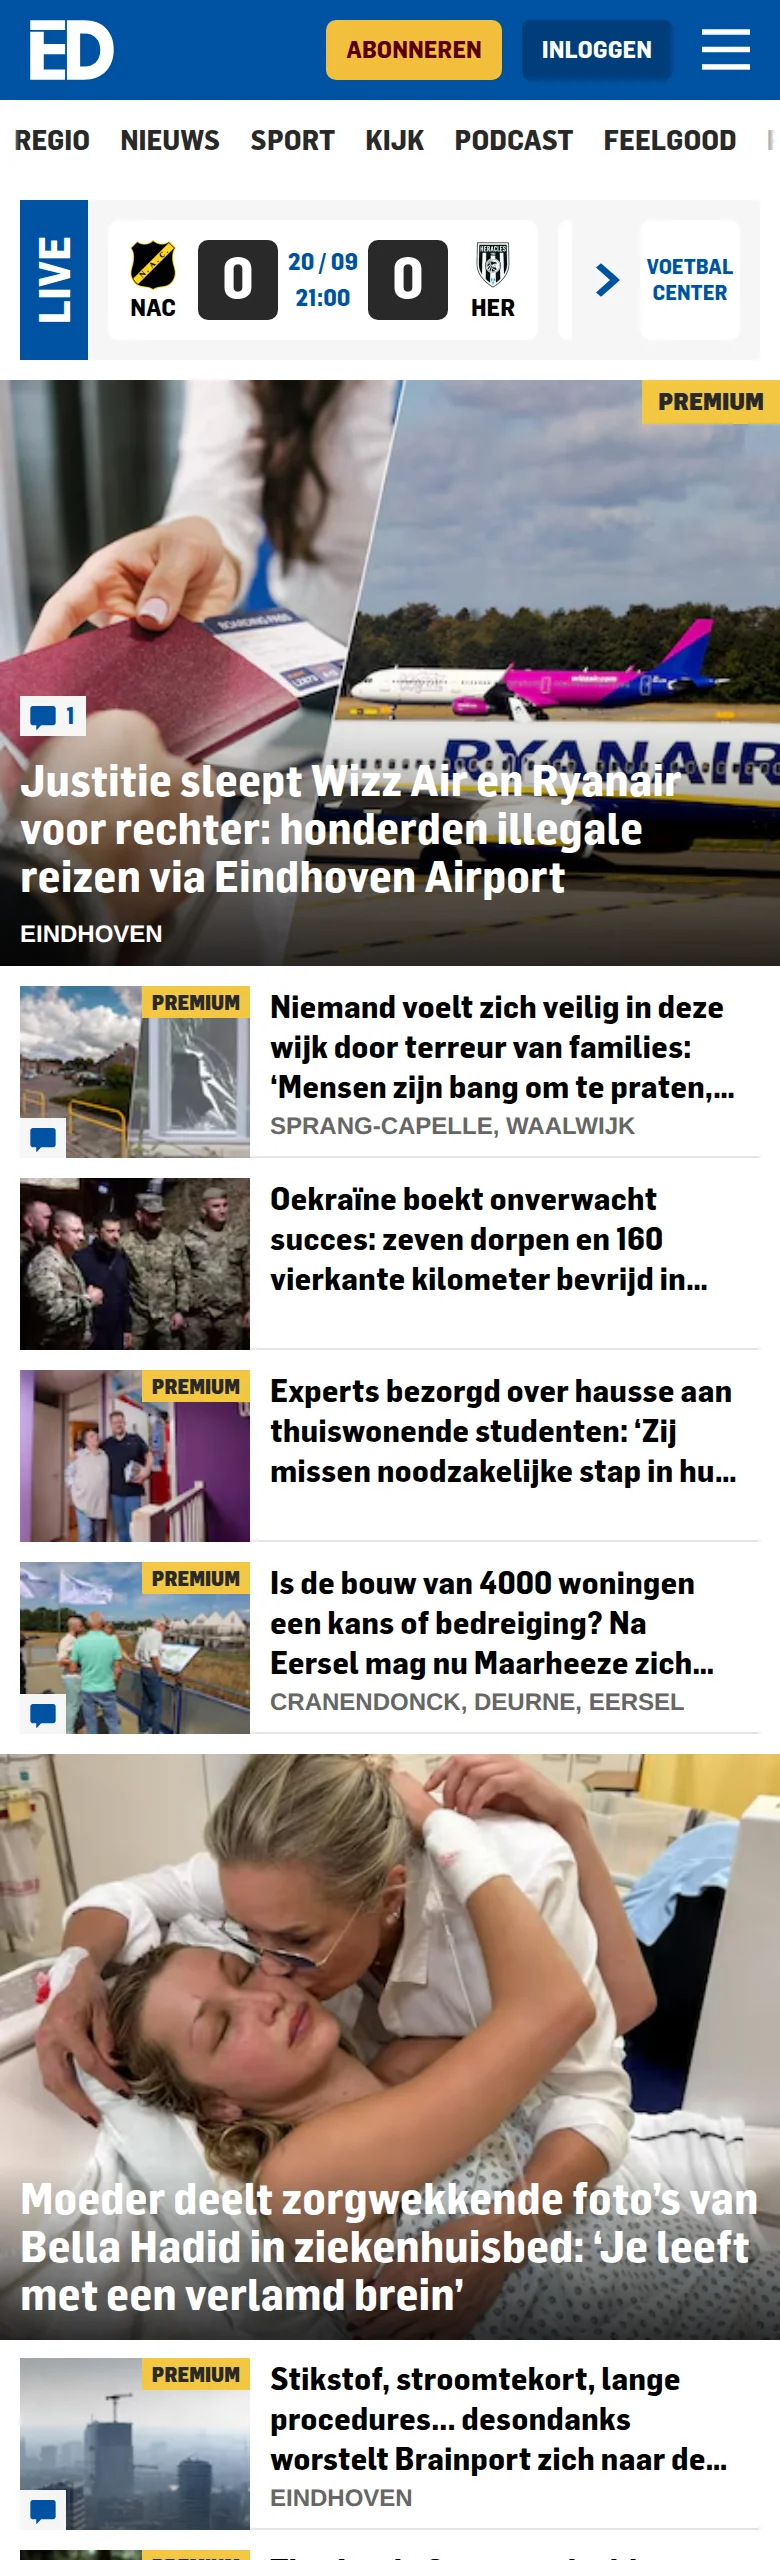 ED
ABONNEREN
INLOGGEN
REGIO NIEUWS SPORT KIJK PODCAST FEELGOOD
LIVE
N.A.C.
NAC
0
20 / 09
21:00
0
HERACLES
HER
VOETBAL
CENTER
PREMIUM
BOARDING PASS
wizzair.com
RYANAIR
1
Justitie sleept Wizz Air en Ryanair
voor rechter: honderden illegale
reizen via Eindhoven Airport
EINDHOVEN
PREMIUM
Niemand voelt zich veilig in deze
wijk door terreur van families:
‘Mensen zijn bang om te praten,...
SPRANG-CAPELLE, WAALWIJK
Oekraïne boekt onverwacht
succes: zeven dorpen en 160
vierkante kilometer bevrijd in...
PREMIUM
Experts bezorgd over hausse aan
thuiswonende studenten: ‘Zij
missen noodzakelijke stap in hu...
PREMIUM
Is de bouw van 4000 woningen
een kans of bedreiging? Na
Eersel mag nu Maarheeze zich...
CRANENDONCK, DEURNE, EERSEL
Moeder deelt zorgwekkende foto’s van
Bella Hadid in ziekenhuisbed: ‘Je leeft
met een verlamd brein’
PREMIUM
Stikstof, stroomtekort, lange
procedures... desondanks
worstelt Brainport zich naar de...
EINDHOVEN